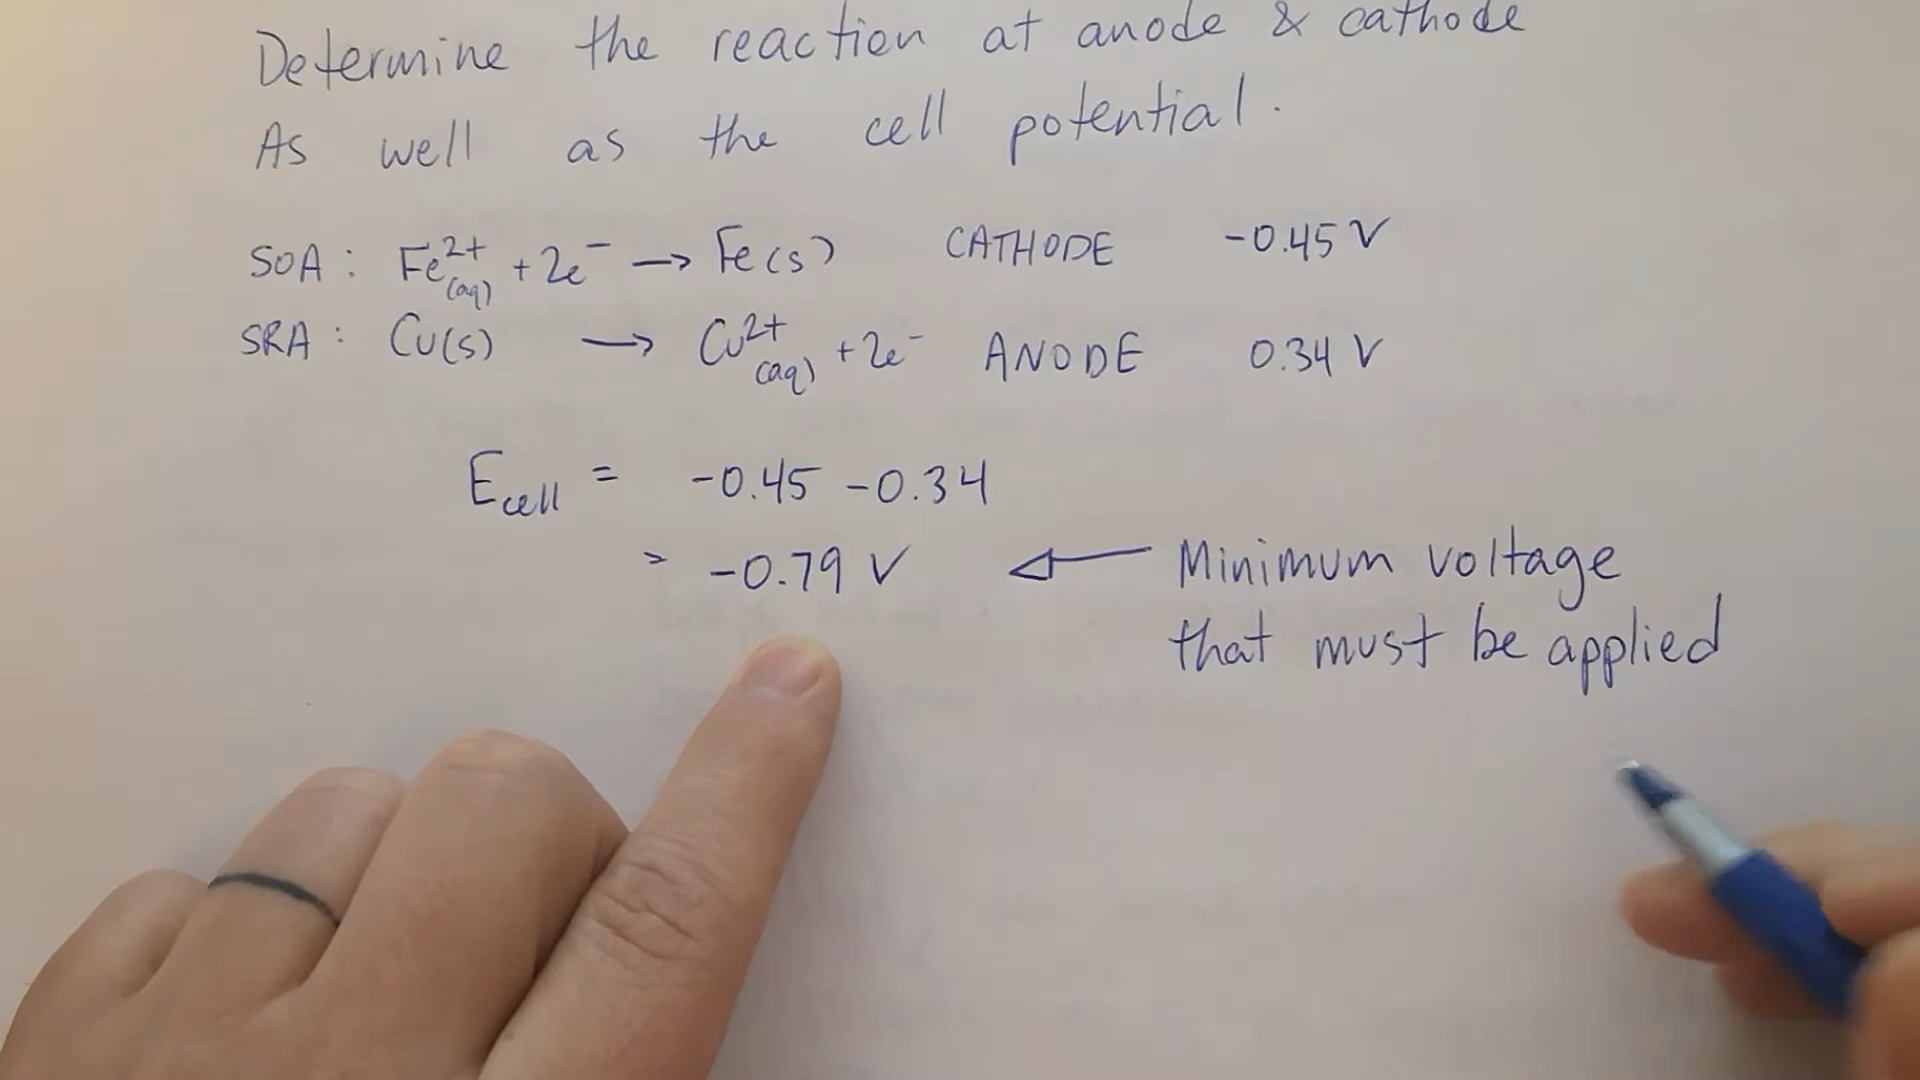 Determine the reaction at anode & cathode
As well as the cell potential.
SOA: Fe²⁺(aq) + 2e⁻ → Fe(s) CATHODE -0.45 V
SRA: Cu(s) → Cu²⁺(aq) + 2e⁻ ANODE 0.34 V
Ecell = -0.45 -0.34
= -0.79 V ← Minimum voltage
that must be applied